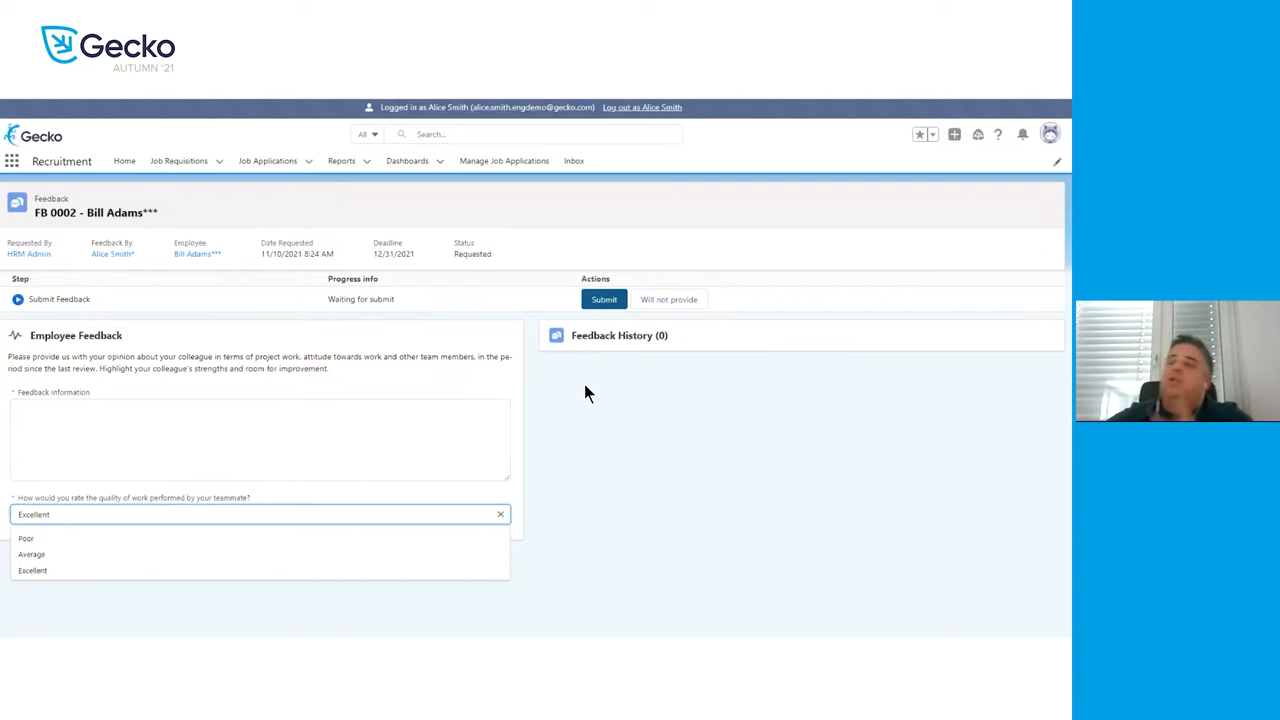 Gecko
AUTUMN '21
Logged in as Alice Smith (alice.smith.engdemo@gecko.com) Log out as Alice Smith
Gecko
All Search...
Recruitment Home Job Requisitions Job Applications Reports Dashboards Manage Job Applications Inbox
Feedback
FB 0002 - Bill Adams***
Requested By Feedback By Employee Date Requested Deadline Status
HRM Admin Alice Smith* Bill Adams*** 11/10/2021 8:24 AM 12/31/2021 Requested
Step Progress info Actions
Submit Feedback Waiting for submit Submit Will not provide
Employee Feedback
Please provide us with your opinion about your colleague in terms of project work, attitude towards work and other team members, in the pe-
riod since the last review. Highlight your colleague's strengths and room for improvement.
* Feedback Information
* How would you rate the quality of work performed by your teammate?
Excellent
Poor
Average
Excellent
Feedback History (0)